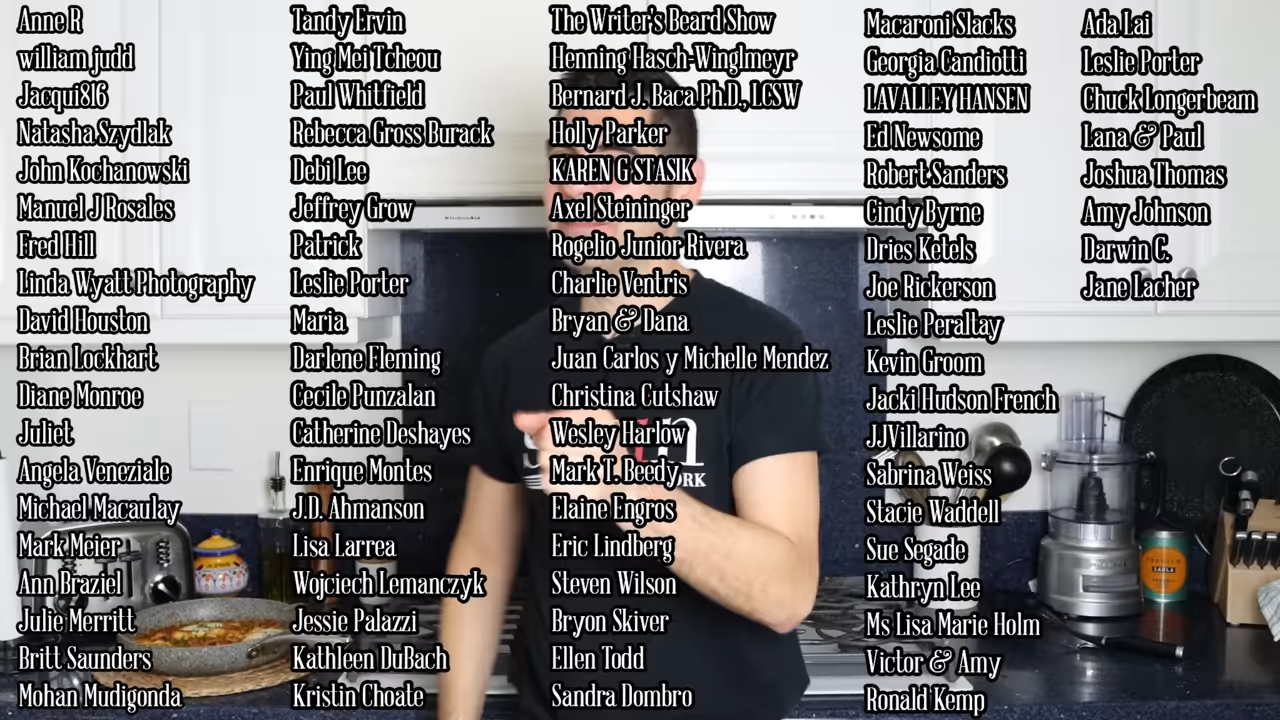 Anne R
william judd
Jacqui816
Natasha Szydlak
John Kochanowski
Manuel J Rosales
Fred Hill
Linda Wyatt Photography
David Houston
Brian Lockhart
Diane Monroe
Juliet
Angela Veneziale
Michael Macaulay
Mark Meier
Ann Braziel
Julie Merritt
Britt Saunders
Mohan Mudigonda
Tandy Ervin
Ying Mei Tcheou
Paul Whitfield
Rebecca Gross Burack
Debi Lee
Jeffrey Grow
Patrick
Leslie Porter
Maria
Darlene Fleming
Cecile Punzalan
Catherine Deshayes
Enrique Montes
J.D. Ahmanson
Lisa Larrea
Wojciech Lemanczyk
Jessie Palazzi
Kathleen DuBach
Kristin Choate
The Writer's Beard Show
Henning Hasch-Winglmeyr
Bernard J. Baca Ph.D., LCSW
Holly Parker
KAREN G STASIK
Axel Steininger
Rogelio Junior Rivera
Charlie Ventris
Bryan & Dana
Juan Carlos y Michelle Mendez
Christina Cutshaw
Wesley Harlow
Mark T. Beedy
Elaine Engros
Eric Lindberg
Steven Wilson
Bryon Skiver
Ellen Todd
Sandra Dombro
Macaroni Slacks
Georgia Candiotti
LAVALLEY HANSEN
Ed Newsome
Robert Sanders
Cindy Byrne
Dries Ketels
Joe Rickerson
Leslie Peraltay
Kevin Groom
Jacki Hudson French
JJVillarino
Sabrina Weiss
Stacie Waddell
Sue Segade
Kathryn Lee
Ms Lisa Marie Holm
Victor & Amy
Ronald Kemp
Ada Lai
Leslie Porter
Chuck Longerbeam
Lana & Paul
Joshua Thomas
Amy Johnson
Darwin C.
Jane Lacher